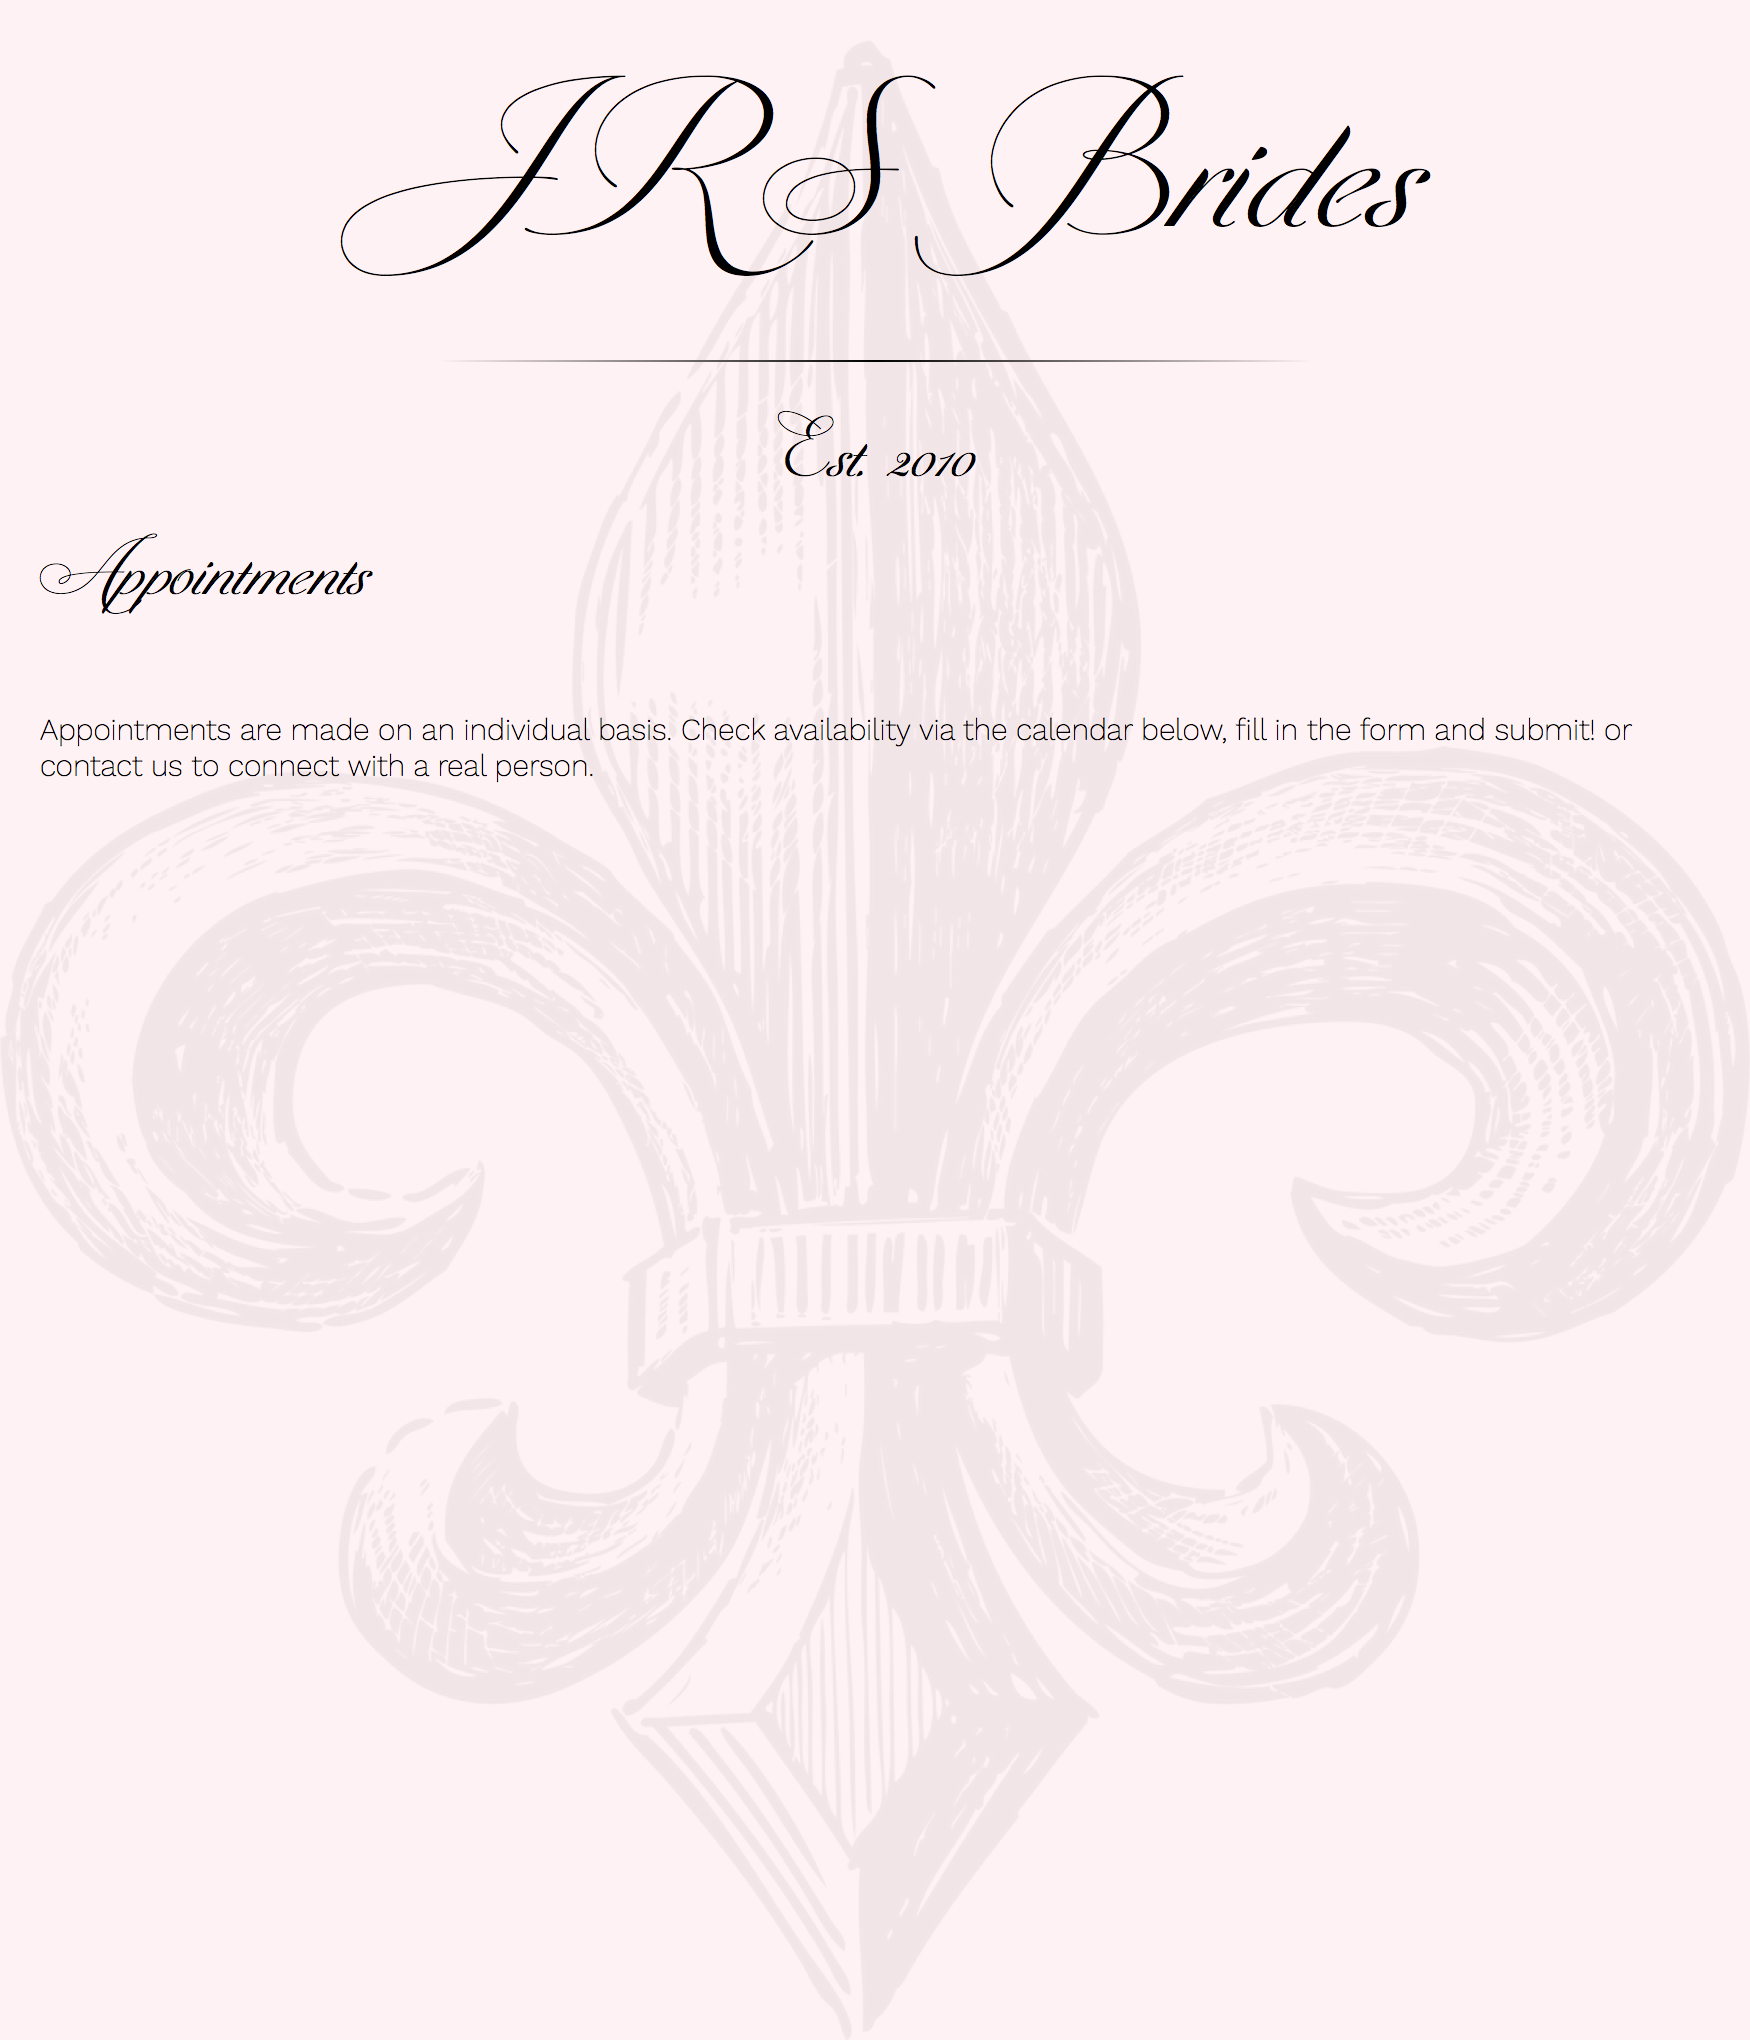 JRS Brides
Est. 2010
Appointments
Appointments are made on an individual basis. Check availability via the calendar below, fill in the form and submit! or
contact us to connect with a real person.